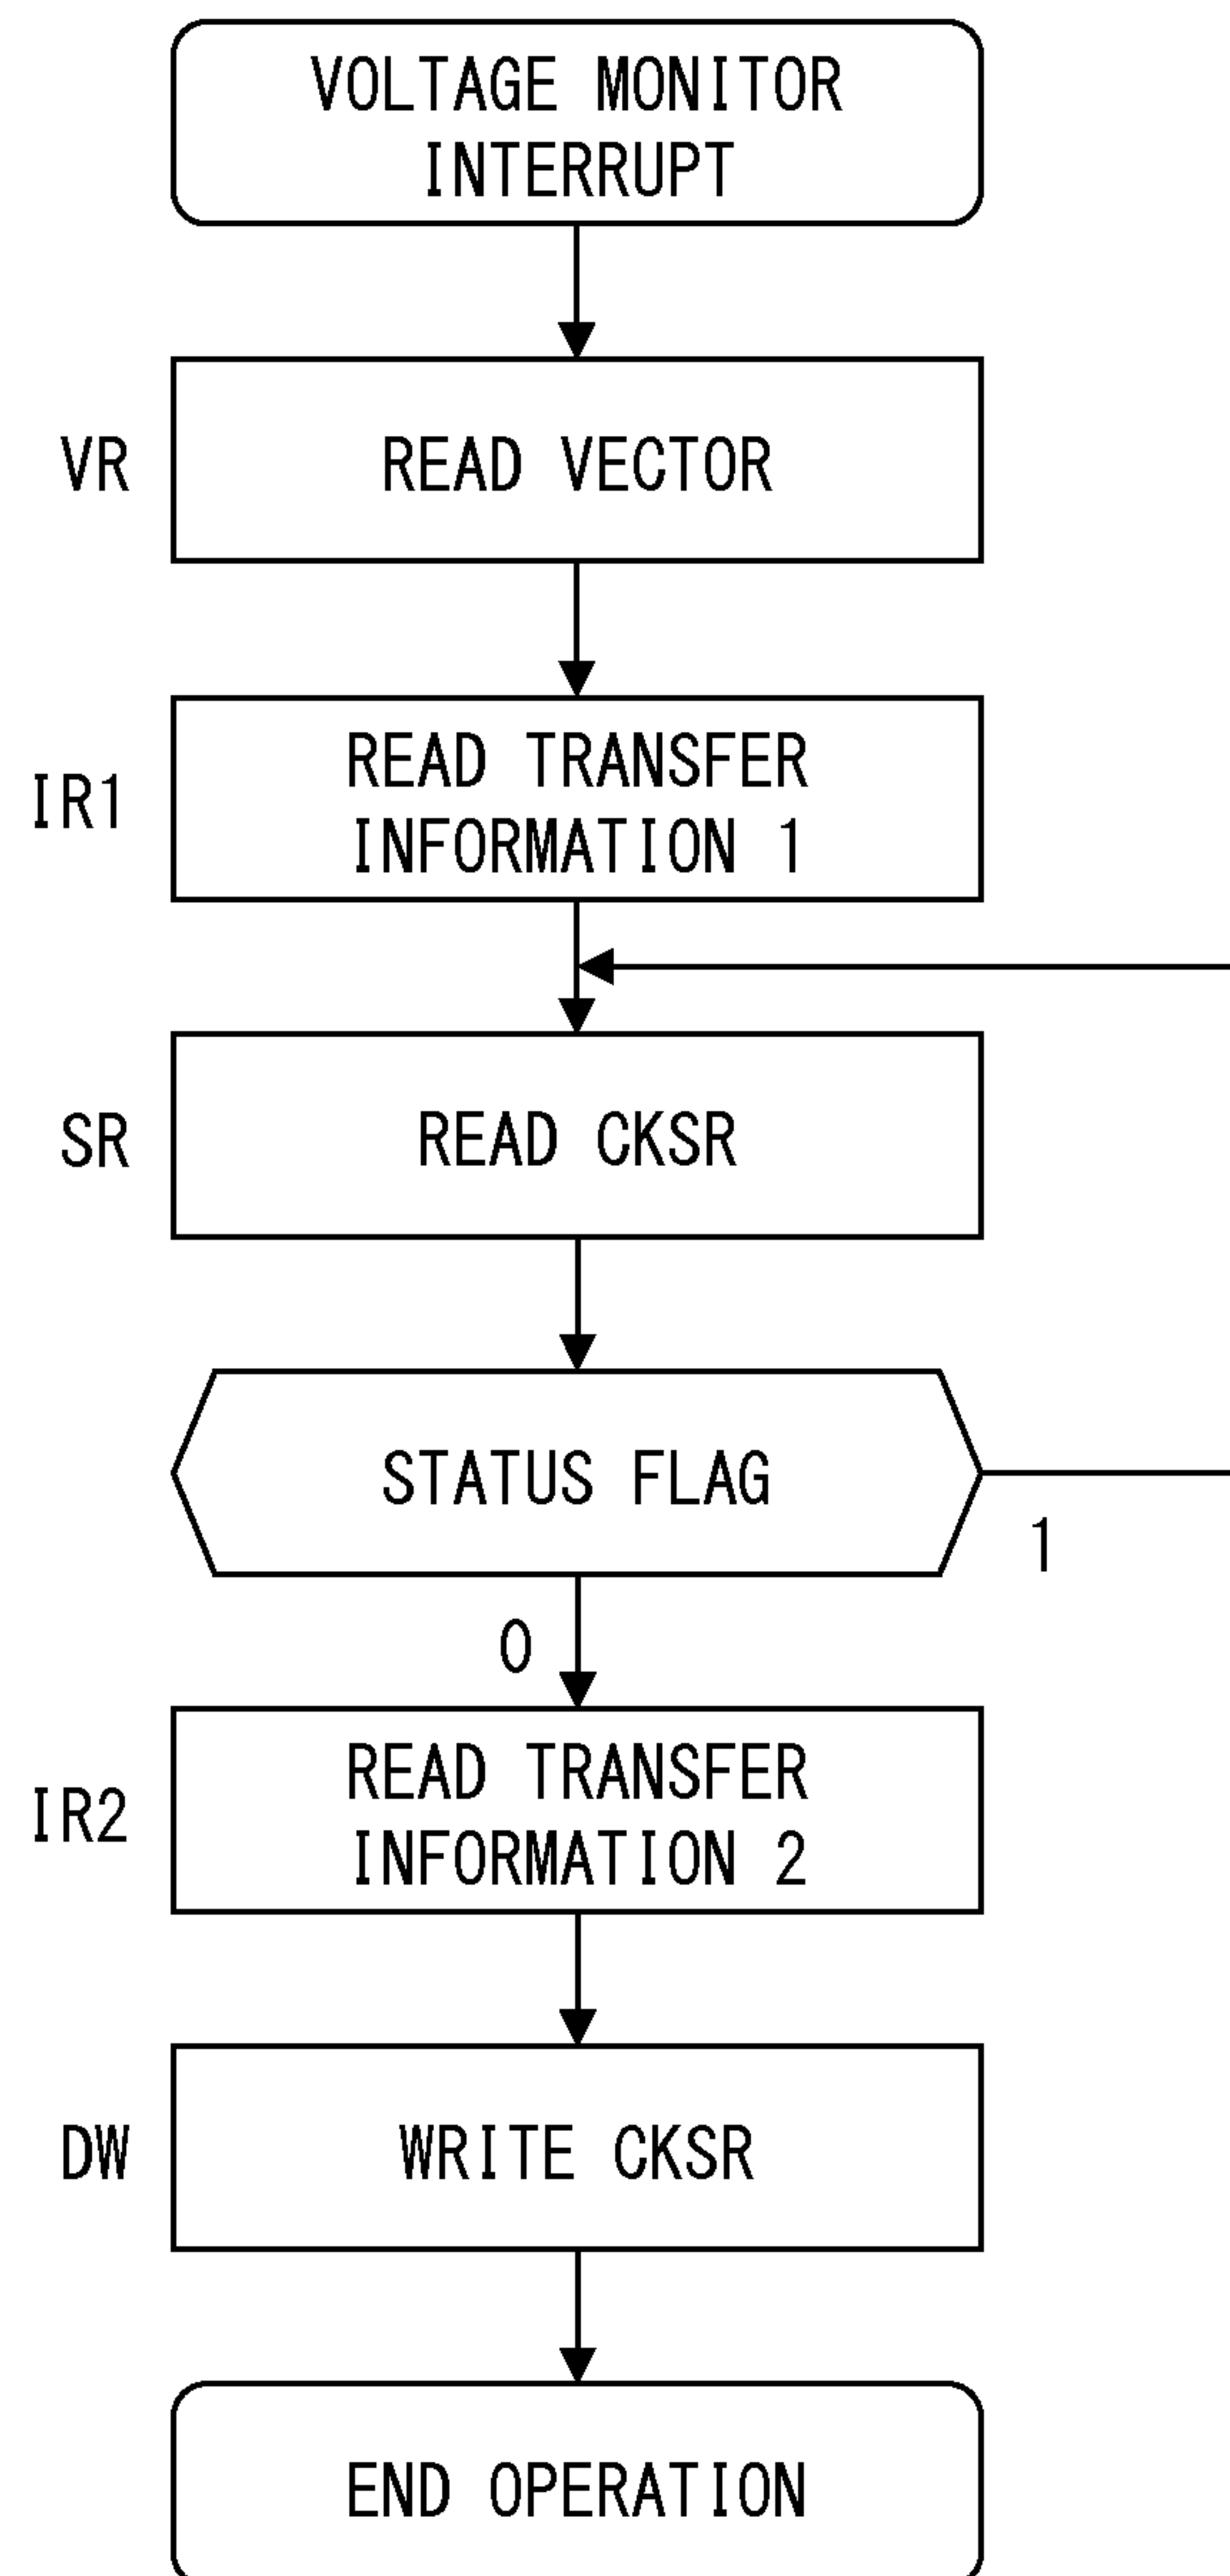 VOLTAGE MONITOR
INTERRUPT
VR
READ VECTOR
IR1
READ TRANSFER
INFORMATION 1
SR
READ CKSR
STATUS FLAG
1
0
IR2
READ TRANSFER
INFORMATION 2
DW
WRITE CKSR
END OPERATION